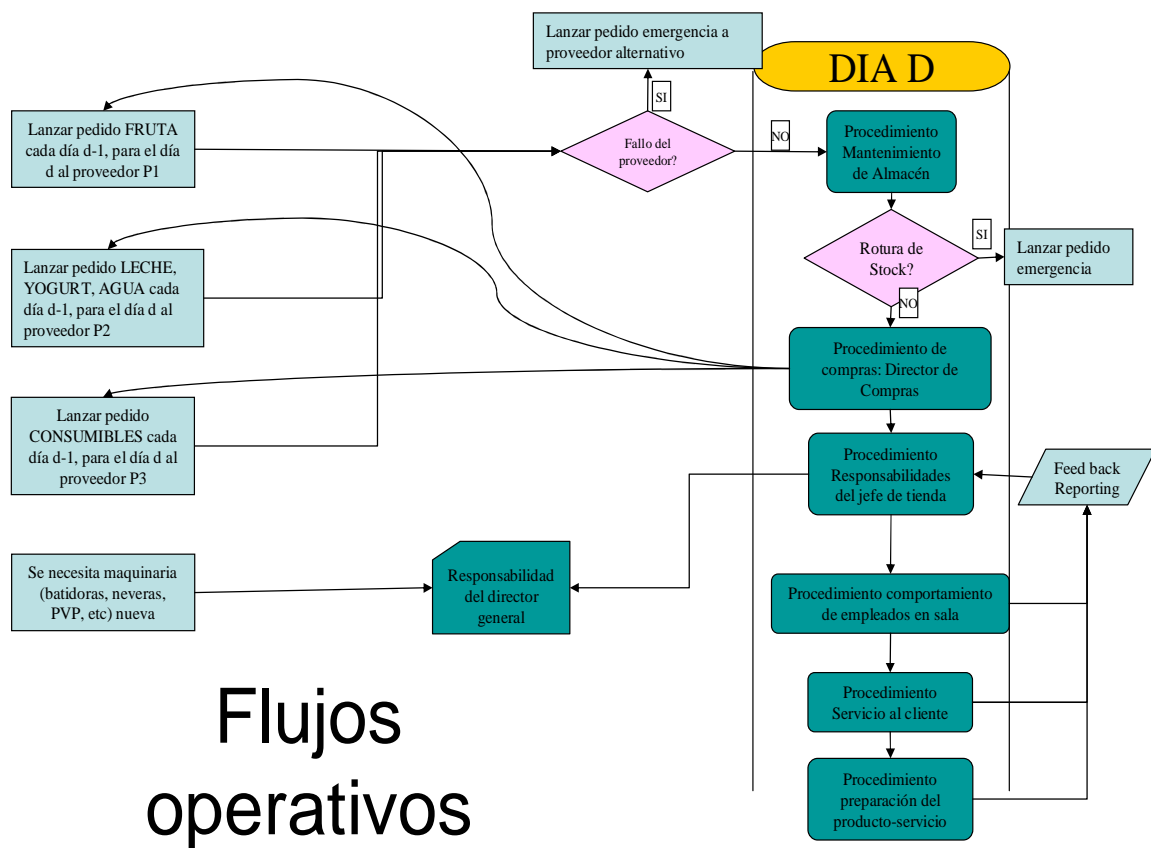 Lanzar pedido emergencia a
proveedor alternativo
DIA D
SI
Lanzar pedido FRUTA
cada día d-1, para el día
d al proveedor P1
Fallo del
proveedor?
NO
Procedimiento
Mantenimiento
de Almacén
Lanzar pedido LECHE,
YOGURT, AGUA cada
día d-1, para el día d al
proveedor P2
Rotura de
Stock?
SI
Lanzar pedido
emergencia
NO
Procedimiento de
compras: Director de
Compras
Lanzar pedido
CONSUMIBLES cada
día d-1, para el día d al
proveedor P3
Procedimiento
Responsabilidades
del jefe de tienda
Feed back
Reporting
Se necesita maquinaria
(batidoras, neveras,
PVP, etc) nueva
Responsabilidad
del director
general
Procedimiento comportamiento
de empleados en sala
Procedimiento
Servicio al cliente
Procedimiento
preparación del
producto-servicio
Flujos
operativos